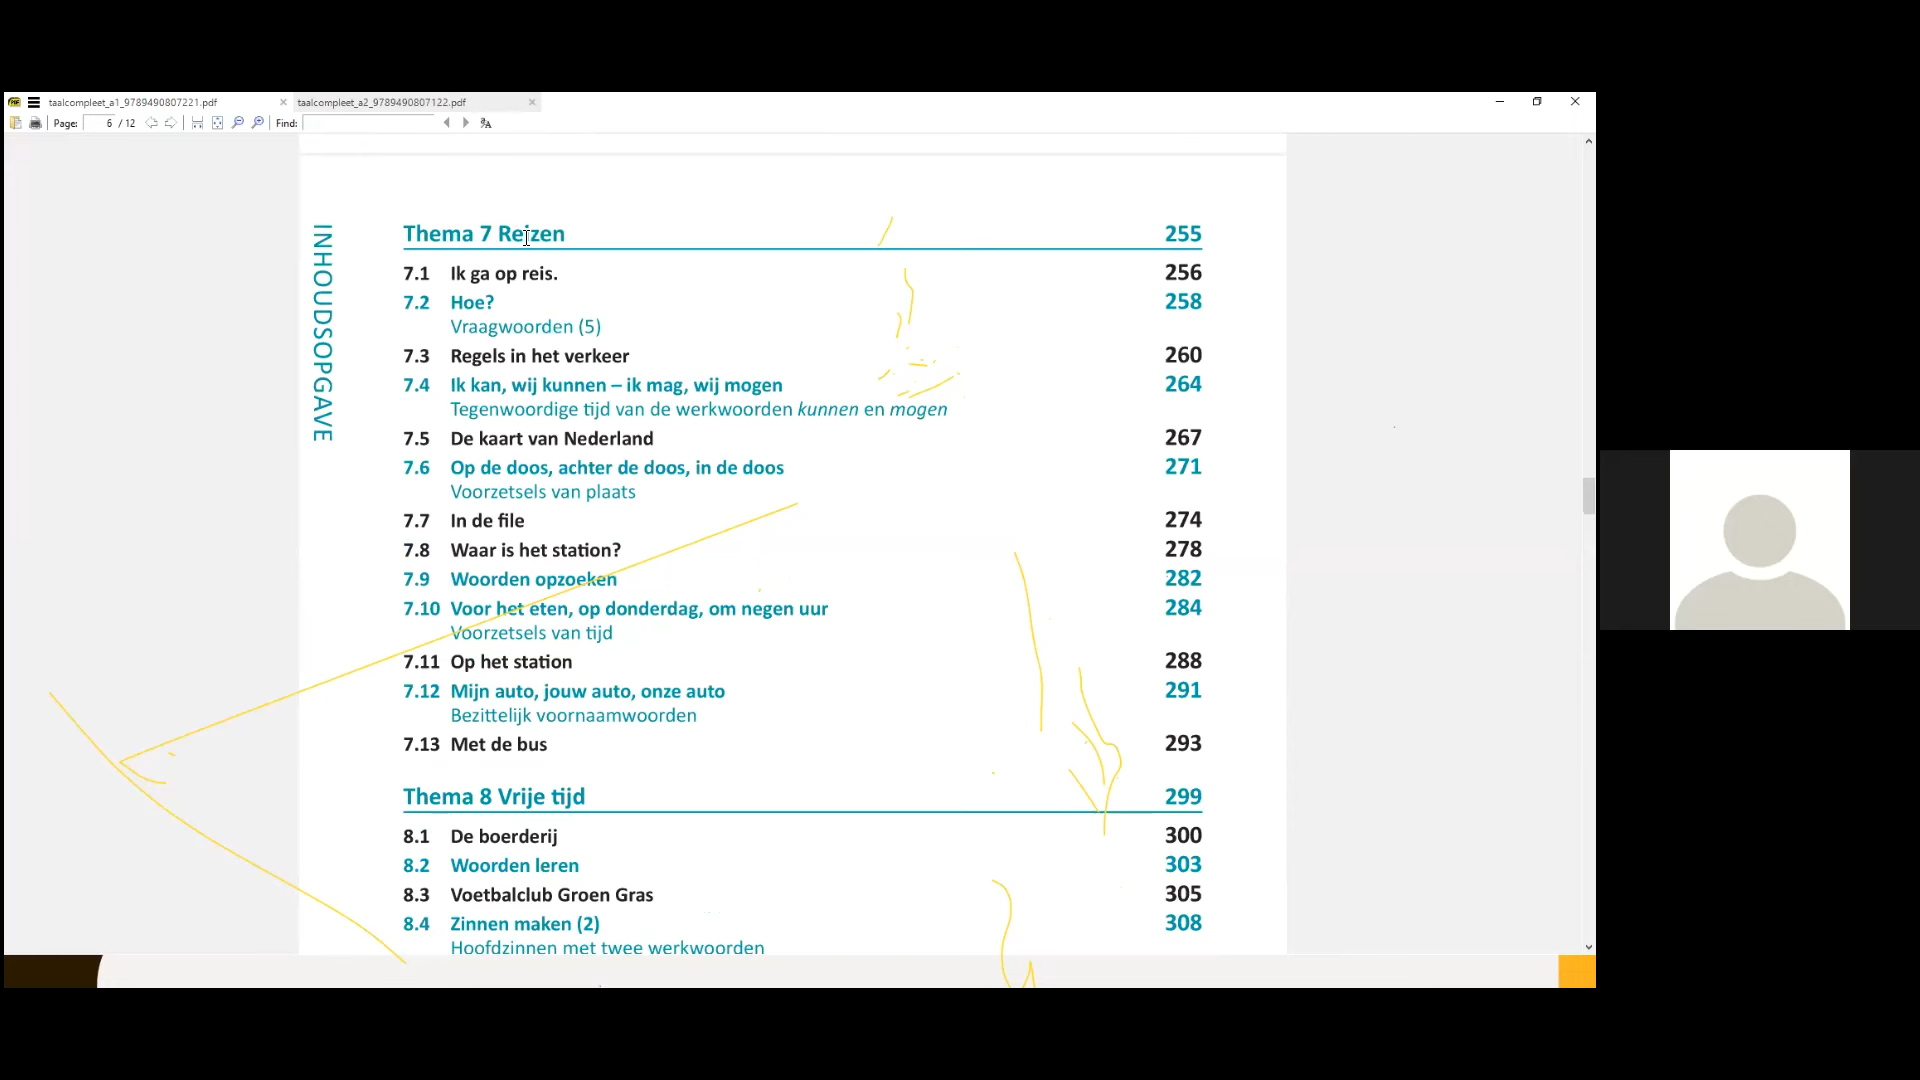 taalcompleet_a1_9789490807221.pdf
taalcompleet_a2_9789490807122.pdf
Page: 6 / 12 Find:
INHOUDSOPGAVE
Thema 7 Reizen 255
7.1 Ik ga op reis. 256
7.2 Hoe? 258
Vraagwoorden (5)
7.3 Regels in het verkeer 260
7.4 Ik kan, wij kunnen – ik mag, wij mogen 264
Tegenwoordige tijd van de werkwoorden kunnen en mogen
7.5 De kaart van Nederland 267
7.6 Op de doos, achter de doos, in de doos 271
Voorzetsels van plaats
7.7 In de file 274
7.8 Waar is het station? 278
7.9 Woorden opzoeken 282
7.10 Voor het eten, op donderdag, om negen uur 284
Voorzetsels van tijd
7.11 Op het station 288
7.12 Mijn auto, jouw auto, onze auto 291
Bezittelijk voornaamwoorden
7.13 Met de bus 293
Thema 8 Vrije tijd 299
8.1 De boerderij 300
8.2 Woorden leren 303
8.3 Voetbalclub Groen Gras 305
8.4 Zinnen maken (2) 308
Hoofdzinnen met twee werkwoorden